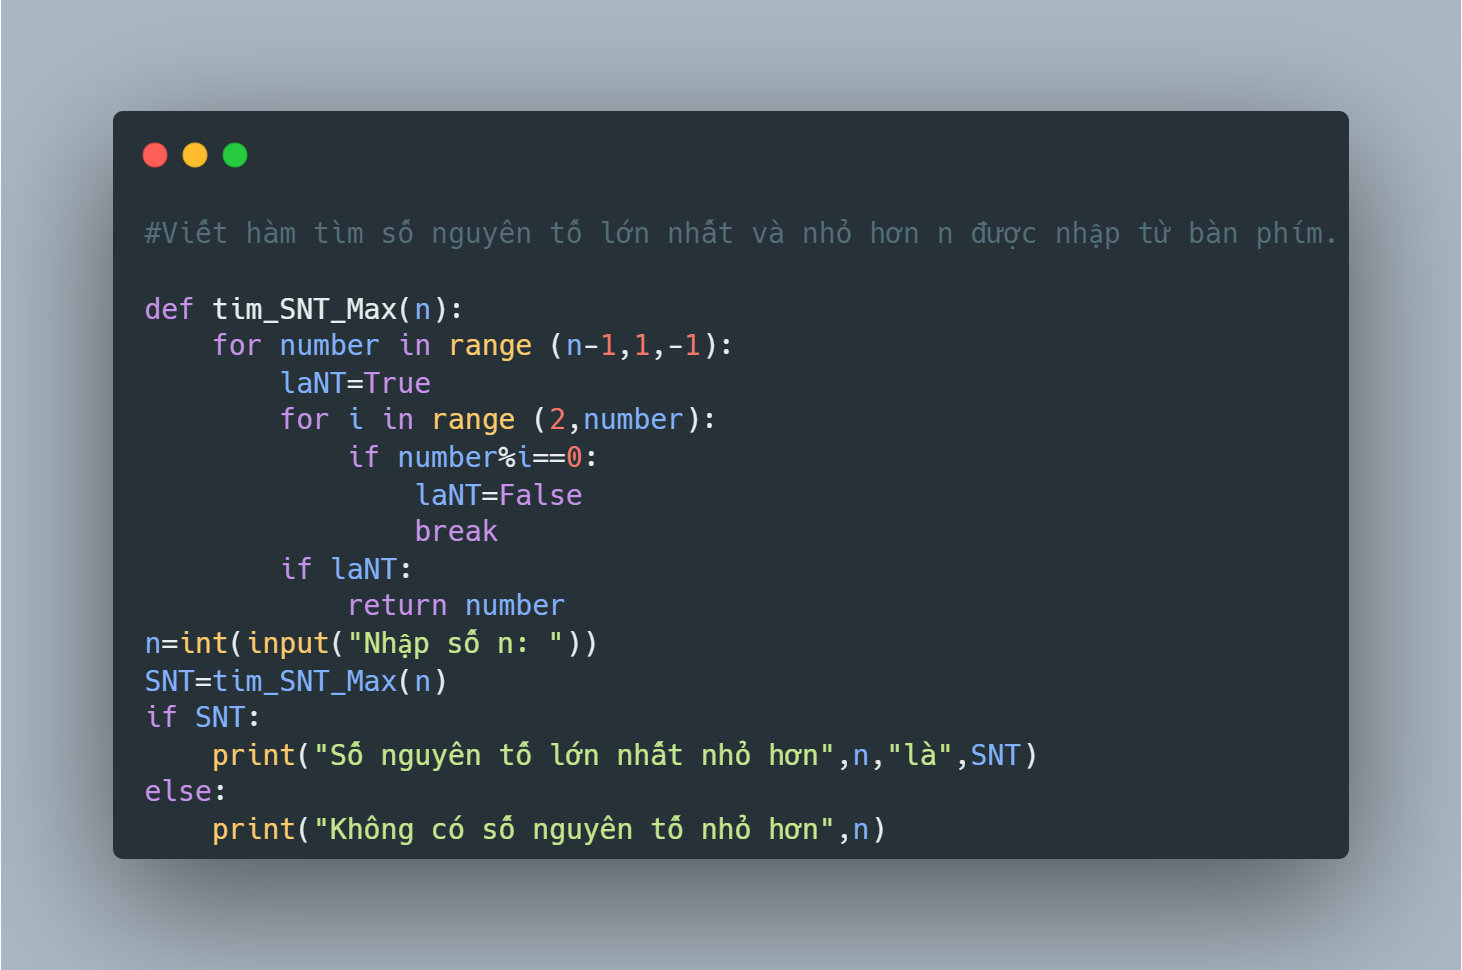 #Viết hàm tìm số nguyên tố lớn nhất và nhỏ hơn n được nhập từ bàn phím.
def tim_SNT_Max(n):
    for number in range (n-1,1,-1):
        laNT=True
        for i in range (2,number):
            if number%i==0:
                laNT=False
                break
        if laNT:
            return number
n=int(input("Nhập số n: "))
SNT=tim_SNT_Max(n)
if SNT:
    print("Số nguyên tố lớn nhất nhỏ hơn",n,"là",SNT)
else:
    print("Không có số nguyên tố nhỏ hơn",n)